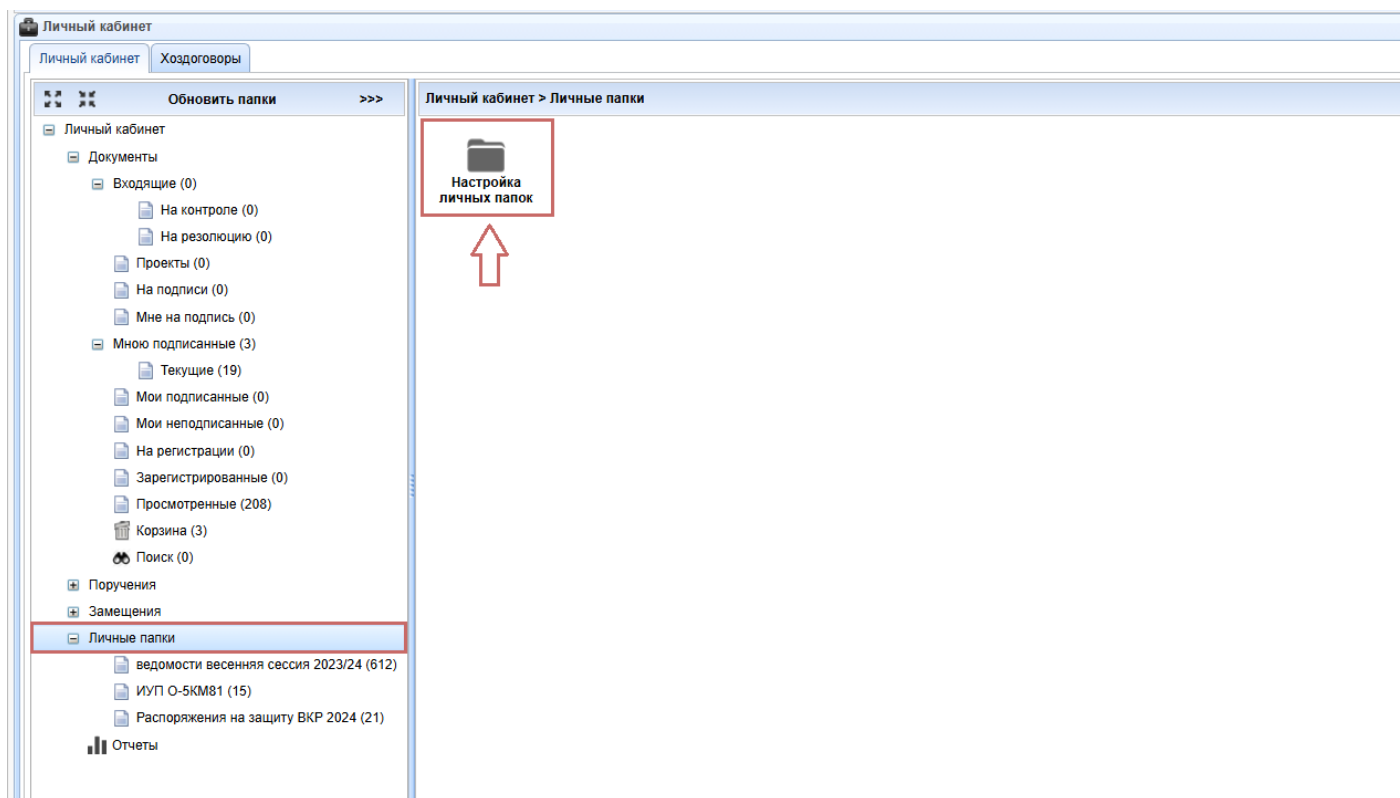 Личный кабинет
Личный кабинет
Хоздоговоры
Обновить папки >>>
Личный кабинет
Документы
Входящие (0)
На контроле (0)
На резолюцию (0)
Проекты (0)
На подписи (0)
Мне на подпись (0)
Мною подписанные (3)
Текущие (19)
Мои подписанные (0)
Мои неподписанные (0)
На регистрации (0)
Зарегистрированные (0)
Просмотренные (208)
Корзина (3)
Поиск (0)
Поручения
Замещения
Личные папки
ведомости весенняя сессия 2023/24 (612)
ИУП О-5КМ81 (15)
Распоряжения на защиту ВКР 2024 (21)
Отчеты
Личный кабинет > Личные папки
Настройка
личных папок